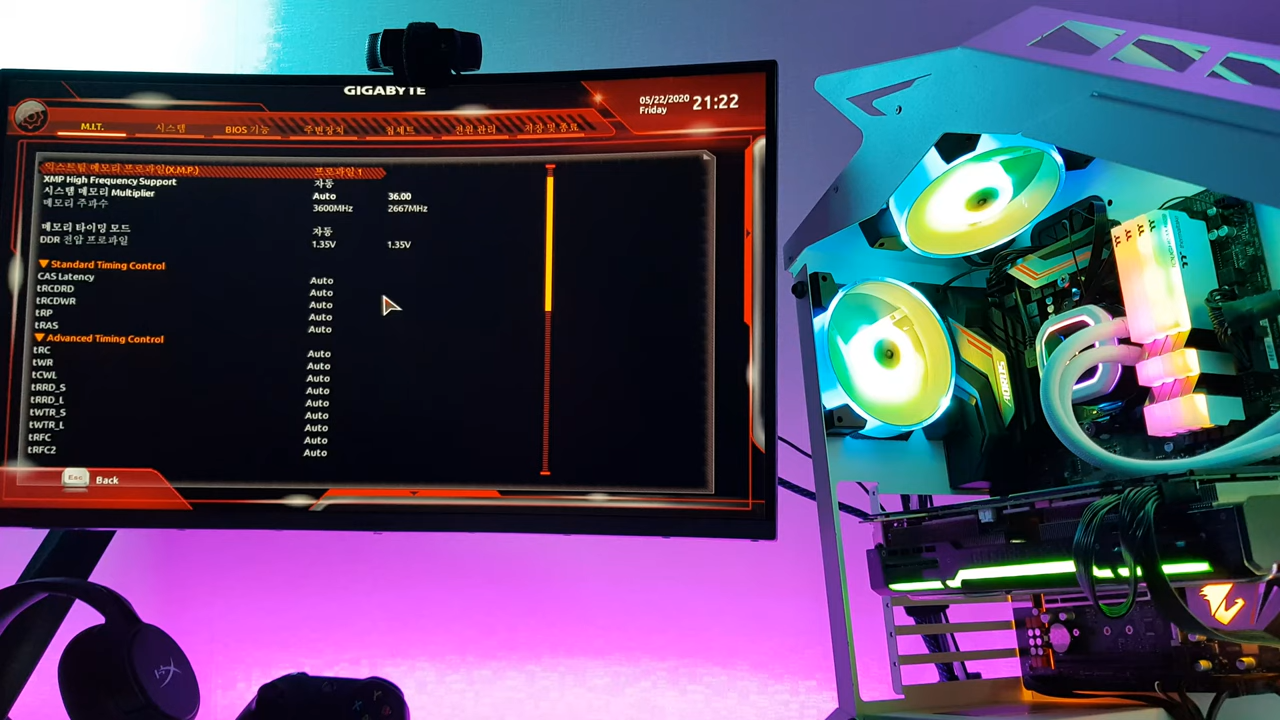 GIGABYTE
05/22/2020
Friday
21:22
M.I.T.
시스템
BIOS 기능
주변장치
칩셋트
전원 관리
저장 및 종료
익스트림 메모리 프로파일(X.M.P.) 프로파일 1
XMP High Frequency Support 자동
시스템 메모리 Multiplier Auto 36.00
메모리 주파수 3600MHz 2667MHz
메모리 타이밍 모드 자동
DDR 전압 프로파일 1.35V 1.35V
Standard Timing Control
CAS Latency Auto
tRCDRD Auto
tRCDWR Auto
tRP Auto
tRAS Auto
Advanced Timing Control
tRC Auto
tWR Auto
tCWL Auto
tRRD_S Auto
tRRD_L Auto
tWTR_S Auto
tWTR_L Auto
tRFC Auto
tRFC2 Auto
Esc Back
AORUS